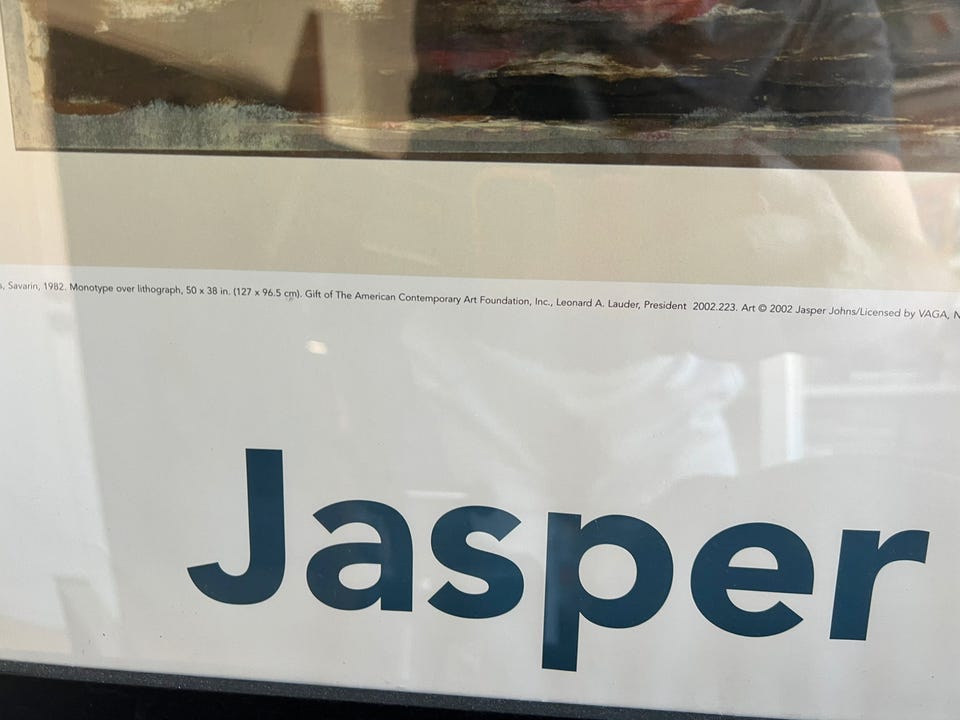 , Savarin, 1982. Monotype over lithograph, 50 x 38 in. (127 x 96.5 cm). Gift of The American Contemporary Art Foundation, Inc., Leonard A. Lauder, President 2002.223. Art © 2002 Jasper Johns/Licensed by VAGA, N
Jasper